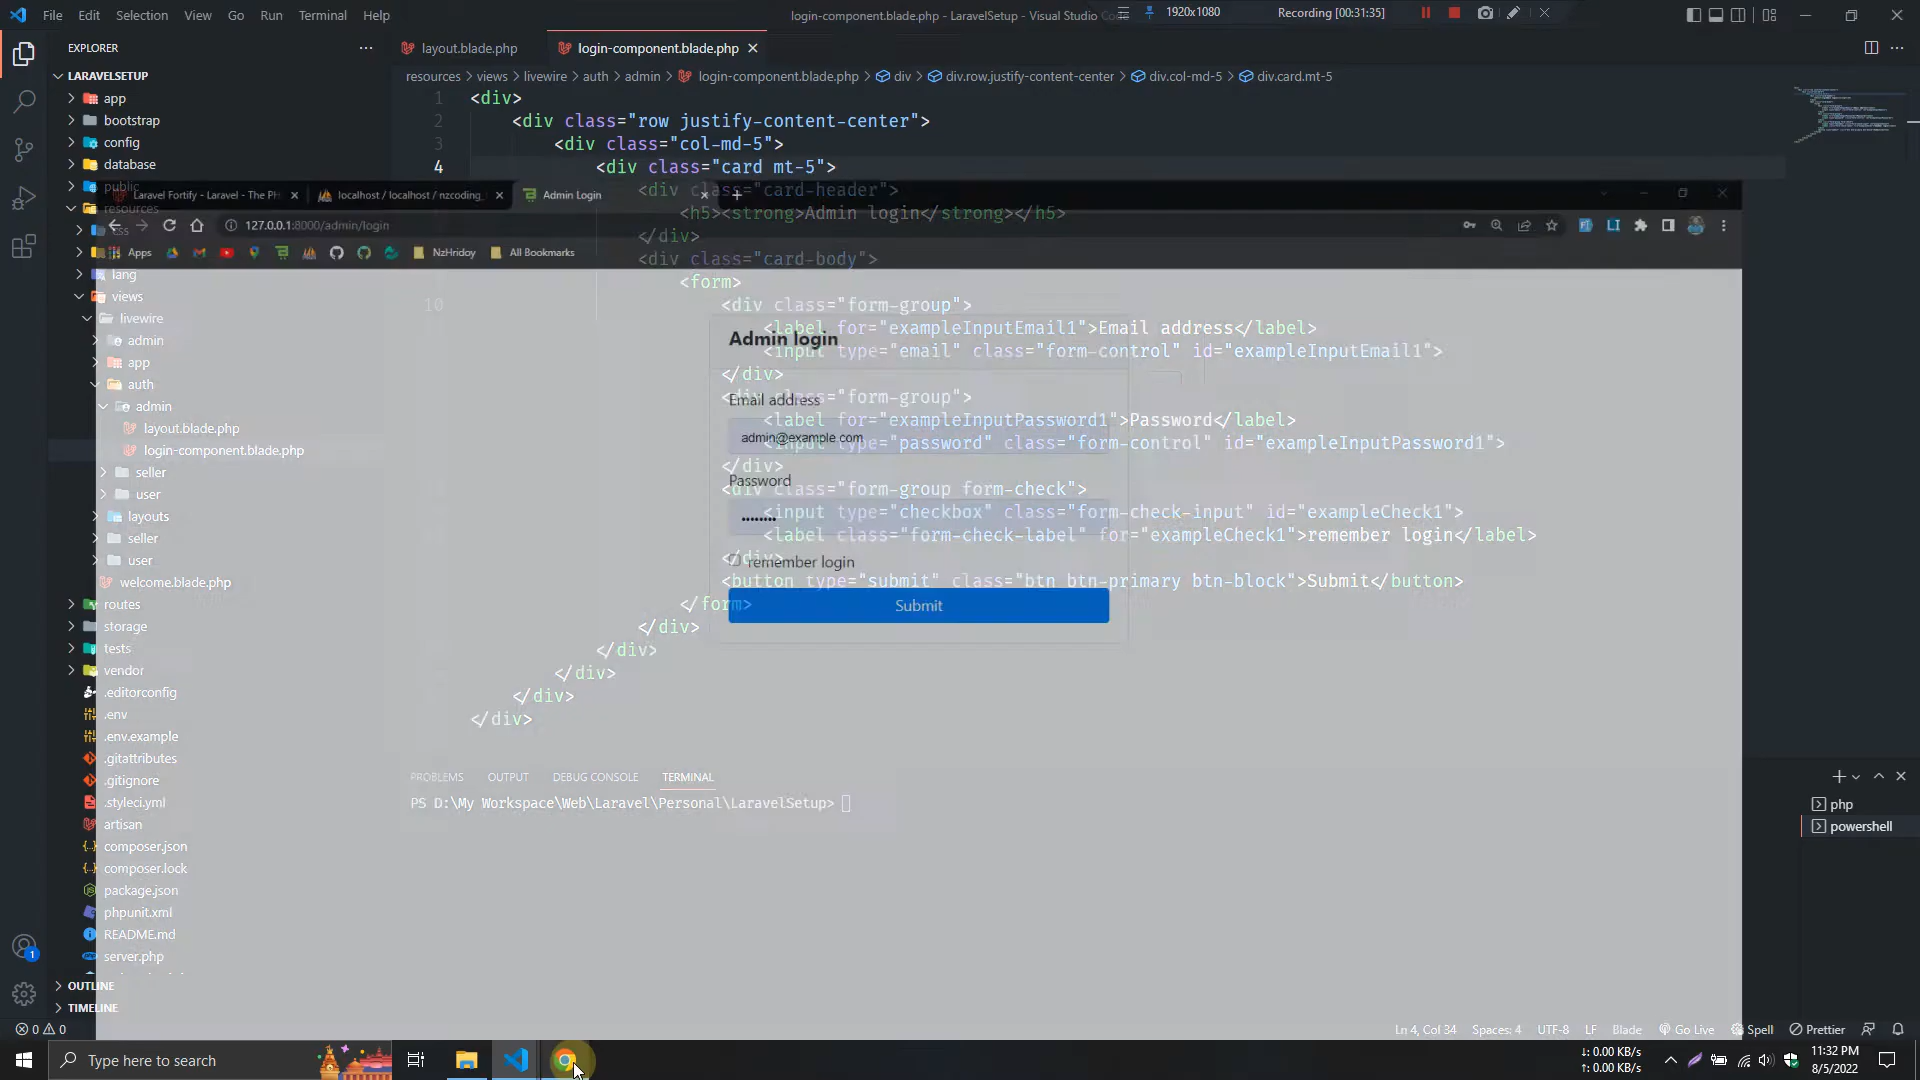 File Edit Selection View Go Run Terminal Help
login-component.blade.php - LaravelSetup - Visual Studio
1920x1080
Recording [00:31:35]
EXPLORER
layout.blade.php
login-component.blade.php
resources > views > livewire > auth > admin > login-component.blade.php > div > div.row.justify-content-center > div.col-md-5 > div.card.mt-5
LARAVELSETUP
app
bootstrap
config
database
public
resources
css
lang
views
livewire
admin
app
auth
admin
layout.blade.php
login-component.blade.php
seller
user
layouts
seller
user
welcome.blade.php
routes
storage
tests
vendor
.editorconfig
.env
.env.example
.gitattributes
.gitignore
.styleci.yml
artisan
composer.json
composer.lock
package.json
phpunit.xml
README.md
server.php
OUTLINE
TIMELINE
1 <div>
2 <div class="row justify-content-center">
3 <div class="col-md-5">
4 <div class="card mt-5">
<div class="card-header">
<h5><strong>Admin login</strong></h5>
</div>
<div class="card-body">
<form>
10 <div class="form-group">
<label for="exampleInputEmail1">Email address</label>
<input type="email" class="form-control" id="exampleInputEmail1">
</div>
<div class="form-group">
<label for="exampleInputPassword1">Password</label>
<input type="password" class="form-control" id="exampleInputPassword1">
</div>
<div class="form-group form-check">
<input type="checkbox" class="form-check-input" id="exampleCheck1">
<label class="form-check-label" for="exampleCheck1">remember login</label>
</div>
<button type="submit" class="btn btn-primary btn-block">Submit</button>
</form>
</div>
</div>
</div>
</div>
</div>
Laravel Fortify - Laravel - The PH
localhost / localhost / nzcoding_
Admin Login
127.0.0.1:8000/admin/login
Apps
NzHriday
All Bookmarks
Admin login
Email address
admin@example.com
Password
remember login
Submit
PROBLEMS OUTPUT DEBUG CONSOLE TERMINAL
PS D:\My Workspace\Web\Laravel\Personal\LaravelSetup>
php
powershell
0 0
1
Ln 4, Col 34 Spaces: 4 UTF-8 LF Blade Go Live Spell Prettier
Type here to search
↓: 0.00 KB/s
↑: 0.00 KB/s
11:32 PM
8/5/2022